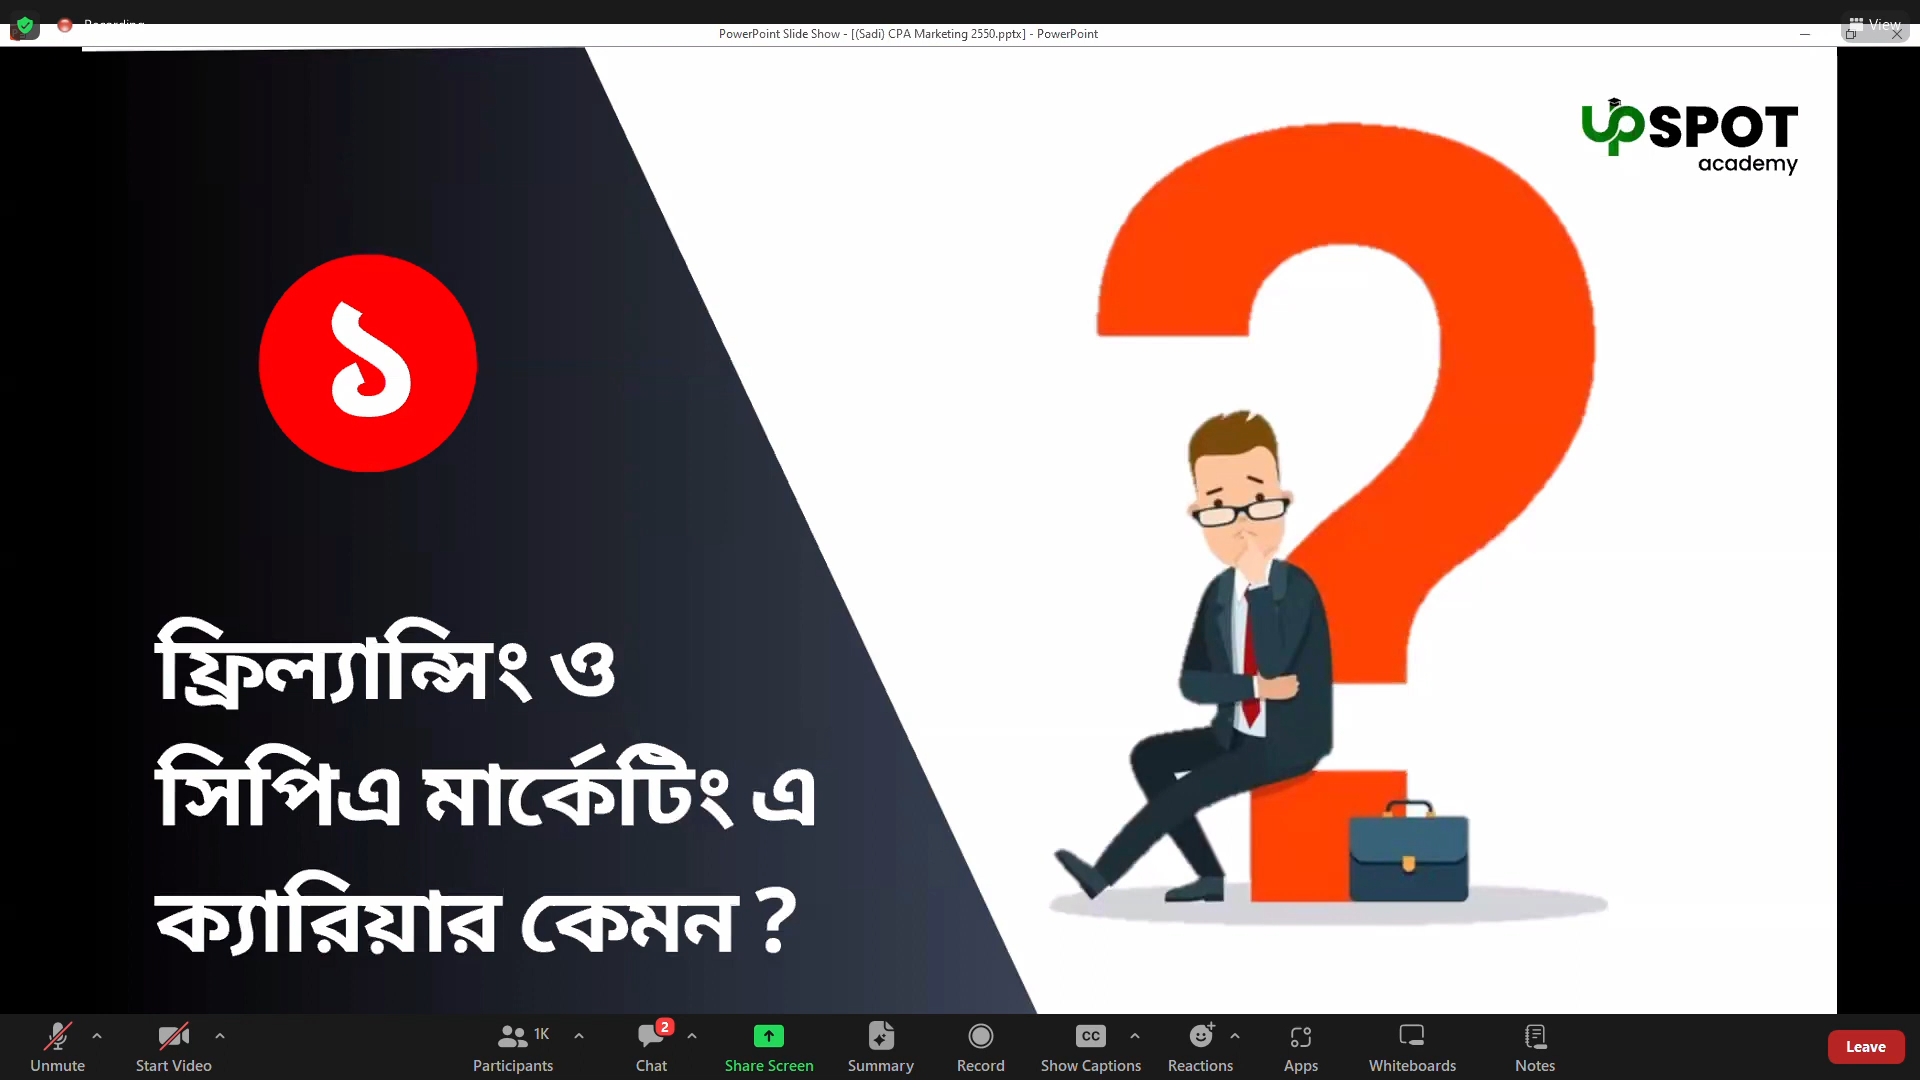 Recording
View
PowerPoint Slide Show - [(Sadi) CPA Marketing 2550.pptx] - PowerPoint
upSPOT
academy
১
ফ্রিল্যান্সিং ও
সিপিএ মার্কেটিং এ
ক্যারিয়ার কেমন ?
Unmute
Start Video
1K
Participants
2
Chat
Share Screen
Summary
Record
CC
Show Captions
Reactions
Apps
Whiteboards
Notes
Leave